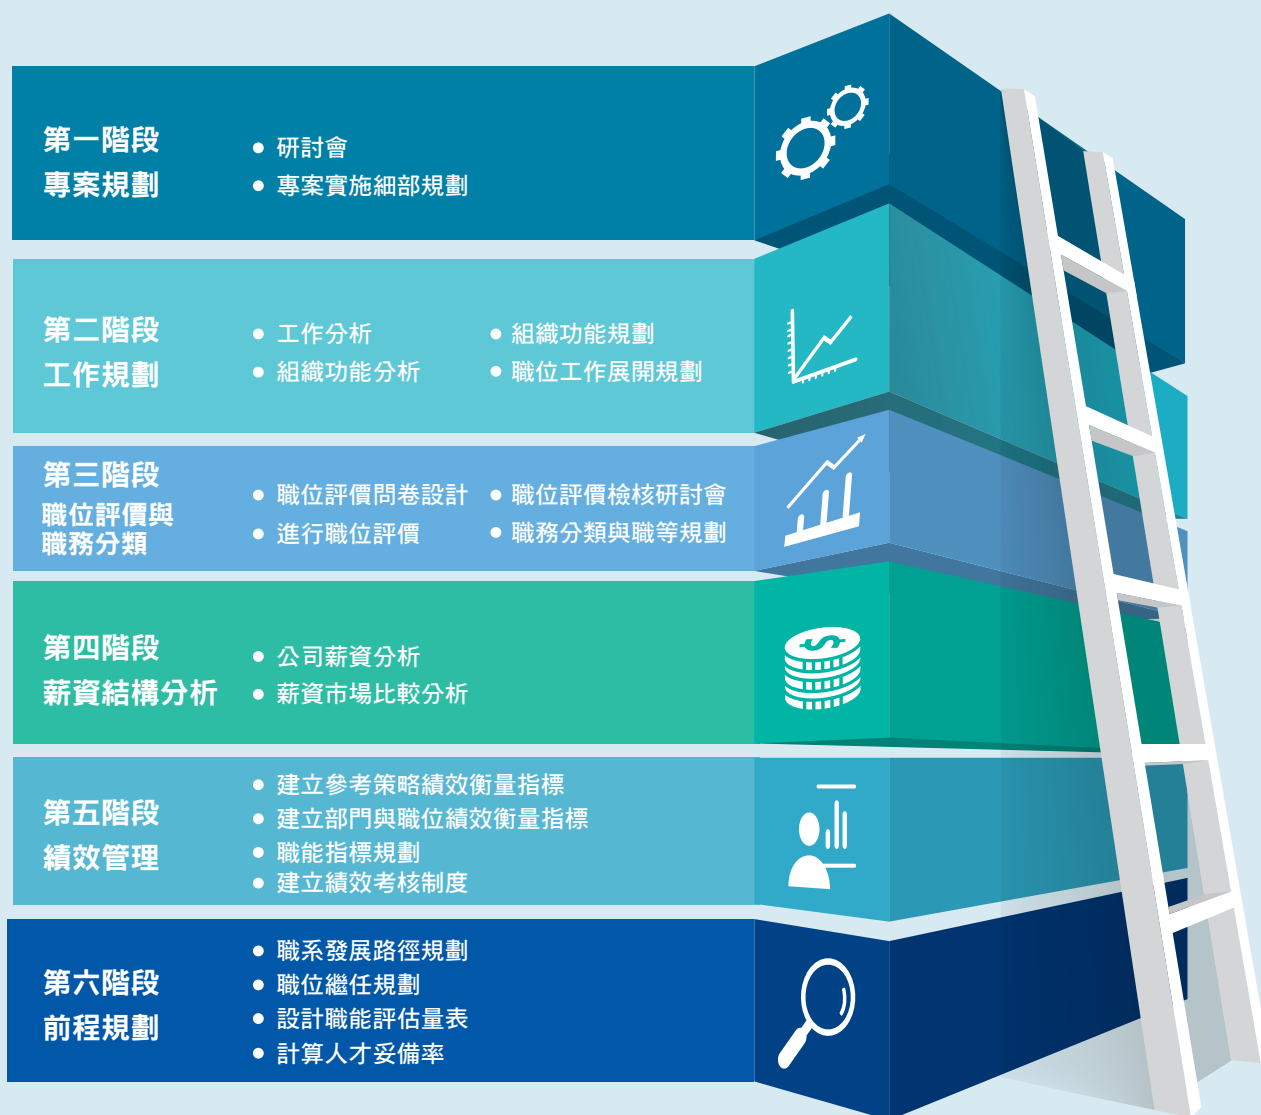 第一階段
專案規劃
研討會
專案實施細部規劃
第二階段
工作規劃
工作分析
組織功能分析
組織功能規劃
職位工作展開規劃
第三階段
職位評價與
職務分類
職位評價問卷設計
進行職位評價
職位評價檢核研討會
職務分類與職等規劃
第四階段
薪資結構分析
公司薪資分析
薪資市場比較分析
$
第五階段
績效管理
建立參考策略績效衡量指標
建立部門與職位績效衡量指標
職能指標規劃
建立績效考核制度
第六階段
前程規劃
職系發展路徑規劃
職位繼任規劃
設計職能評估量表
計算人才妥備率